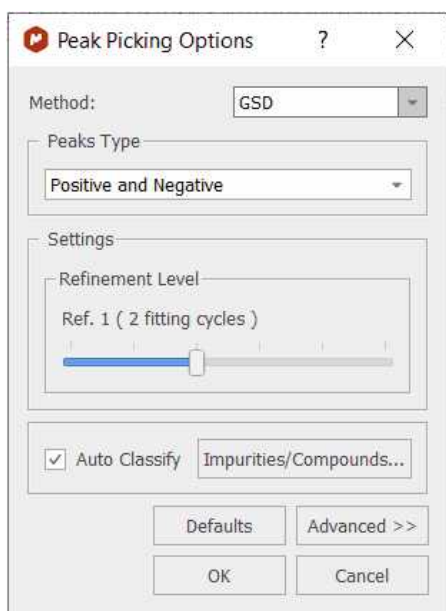 Peak Picking Options ?
Method: GSD
Peaks Type
Positive and Negative
Settings
Refinement Level
Ref. 1 ( 2 fitting cycles )
Auto Classify Impurities/Compounds...
Defaults Advanced >>
OK Cancel